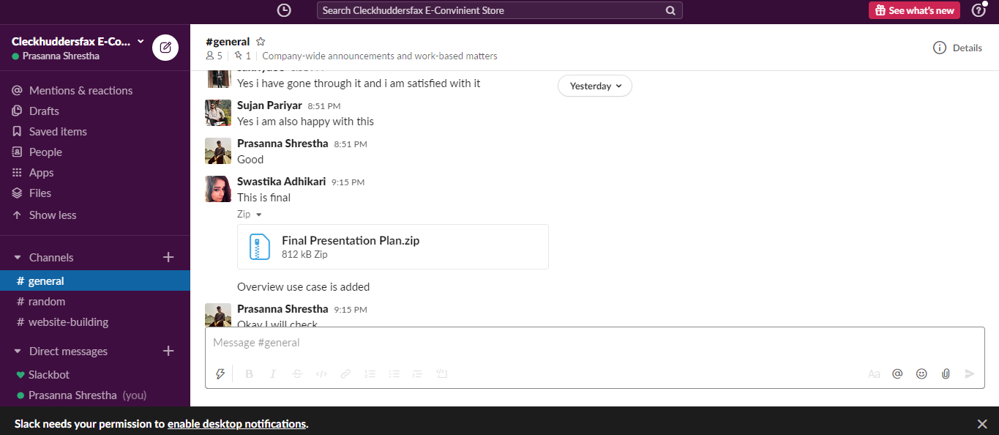 Search Cleckhuddersfax E-Convinient Store
See what's new
Cleckhuddersfax E-Co...
Prasanna Shrestha
Mentions & reactions
Drafts
Saved items
People
Apps
Files
Show less
Channels
# general
# random
# website-building
Direct messages
Slackbot
Prasanna Shrestha (you)
#general
5 | 1 | Company-wide announcements and work-based matters
Details
Yesterday
Yes i have gone through it and i am satisfied with it
Sujan Pariyar 8:51 PM
Yes i am also happy with this
Prasanna Shrestha 8:51 PM
Good
Swastika Adhikari 9:15 PM
This is final
Zip
Final Presentation Plan.zip
812 kB Zip
Overview use case is added
Prasanna Shrestha 9:15 PM
Okay I will check
Message #general
B I S </> Aa @
Slack needs your permission to enable desktop notifications.